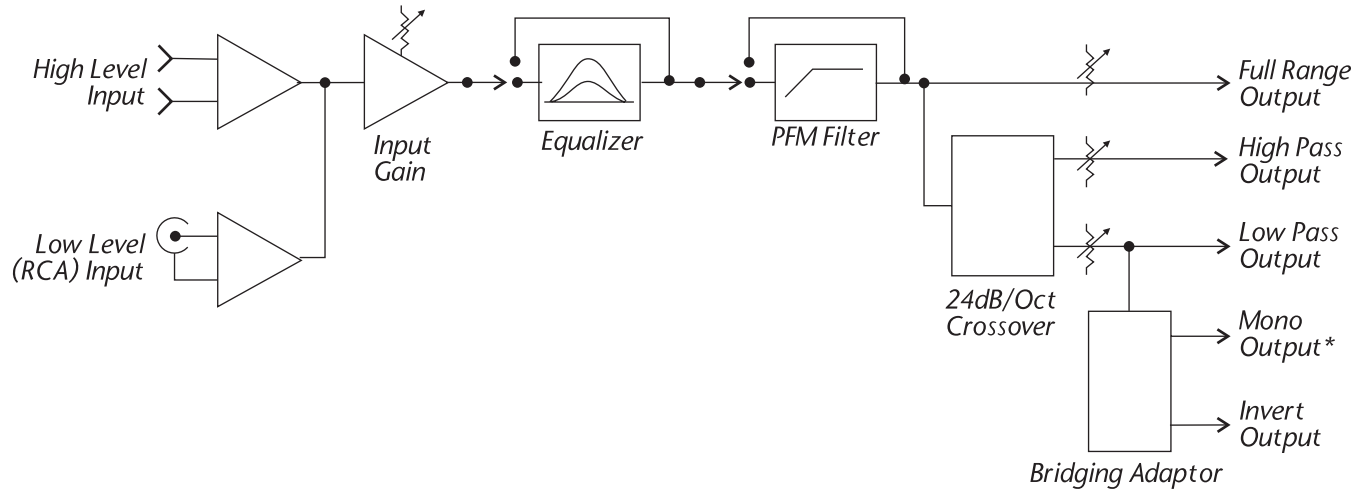 High Level
Input
Low Level
(RCA) Input
Input
Gain
Equalizer
PFM Filter
24dB/Oct
Crossover
Bridging Adaptor
Full Range
Output
High Pass
Output
Low Pass
Output
Mono
Output*
Invert
Output